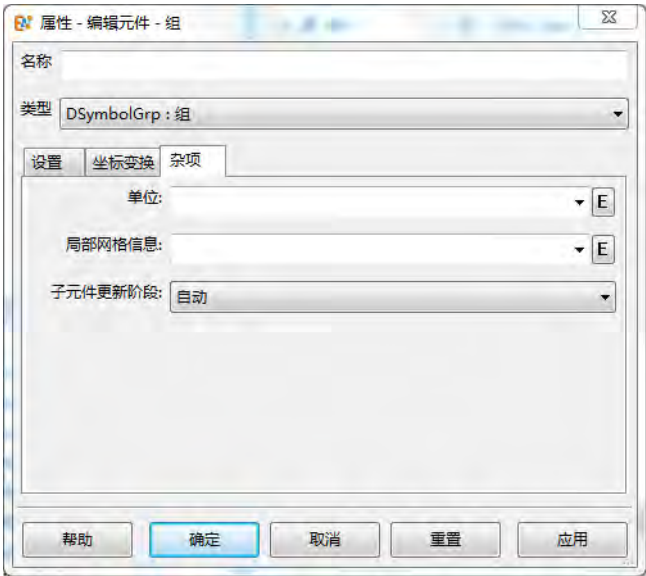 属性 - 编辑元件 - 组
名称
类型 DSymbolGrp : 组
设置 坐标变换 杂项
单位: E
局部网格信息: E
子元件更新阶段: 自动
帮助 确定 取消 重置 应用